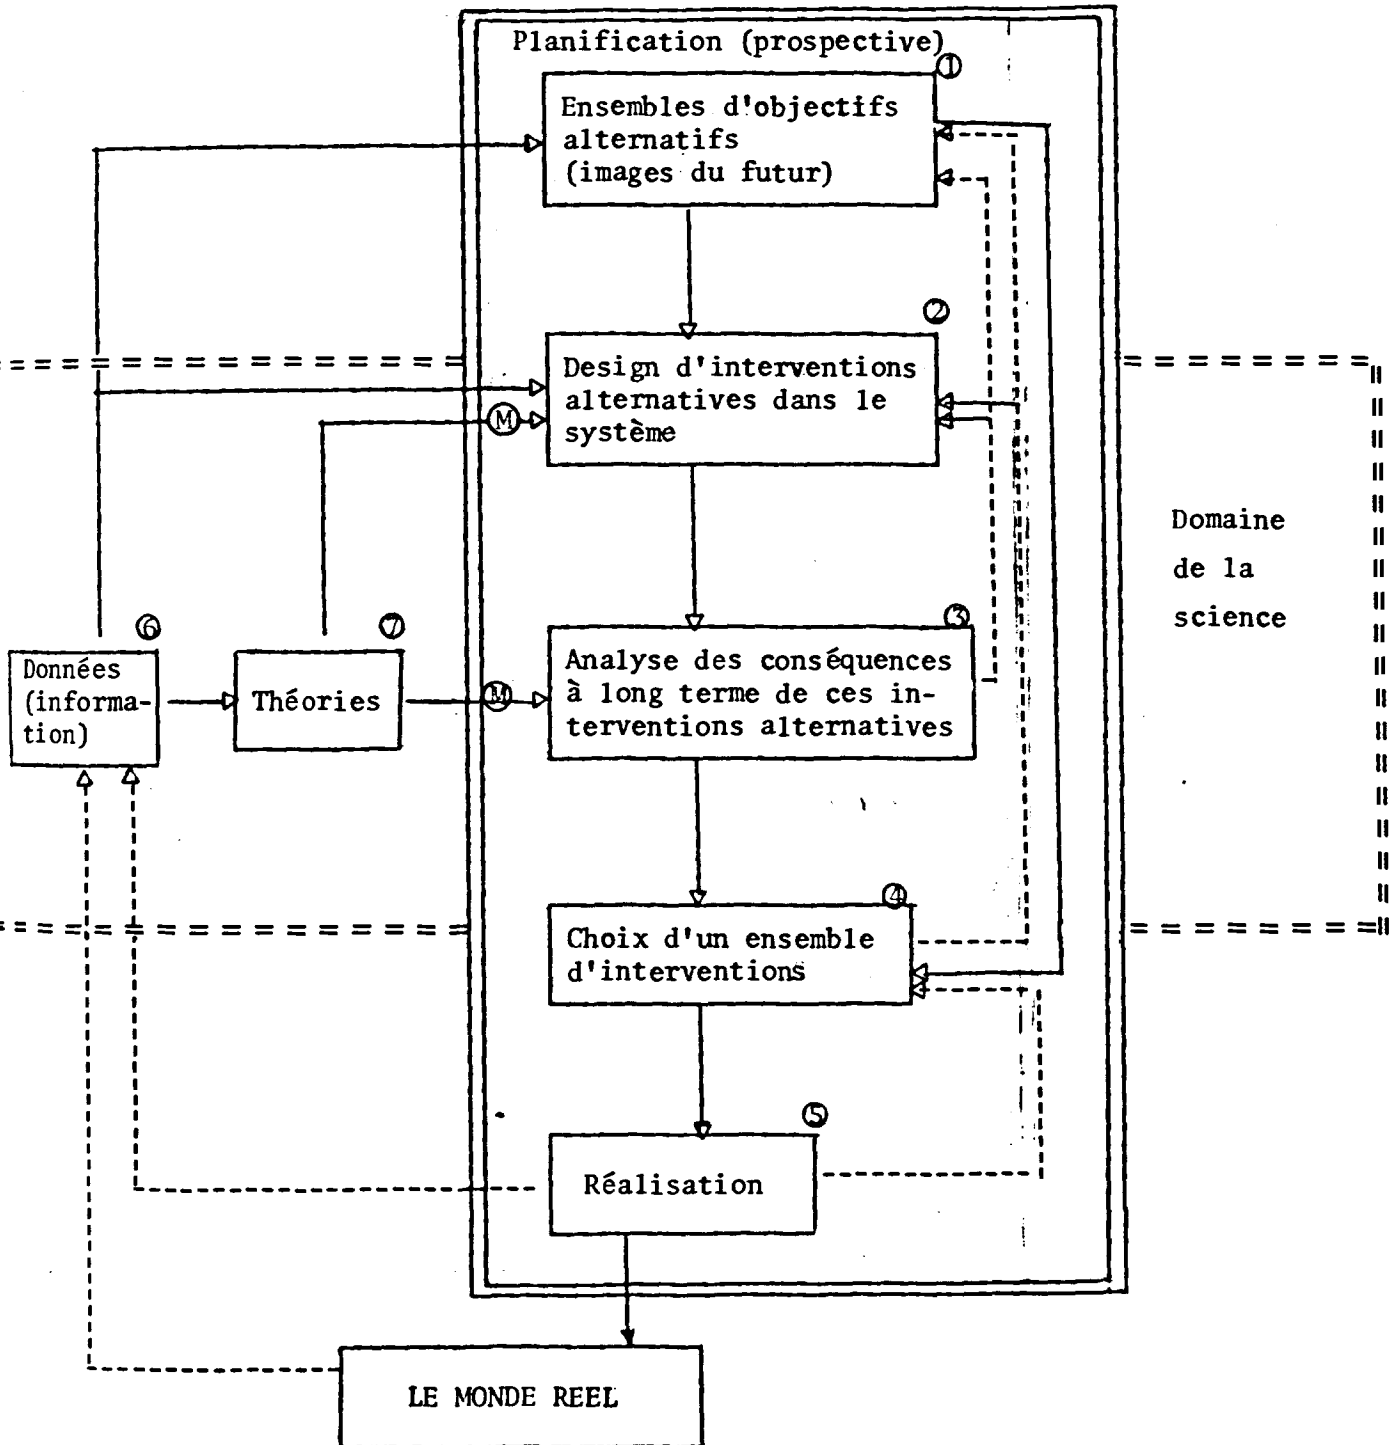 Planification (prospective)
①
Ensembles d'objectifs
alternatifs
(images du futur)
②
Design d'interventions
alternatives dans le
système
M
Domaine
de la
science
⑥
Données
(informa-
tion)
⑦
Théories
M
③
Analyse des conséquences
à long terme de ces in-
terventions alternatives
④
Choix d'un ensemble
d'interventions
⑤
Réalisation
LE MONDE REEL